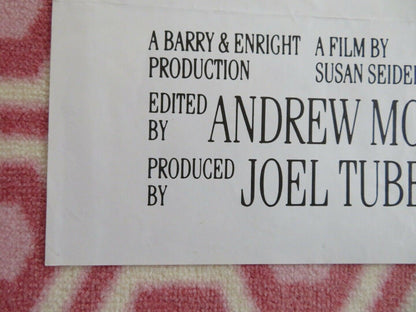 A BARRY & ENRIGHT PRODUCTION
A FILM BY SUSAN SEIDE
EDITED BY ANDREW MO
PRODUCED BY JOEL TUBE